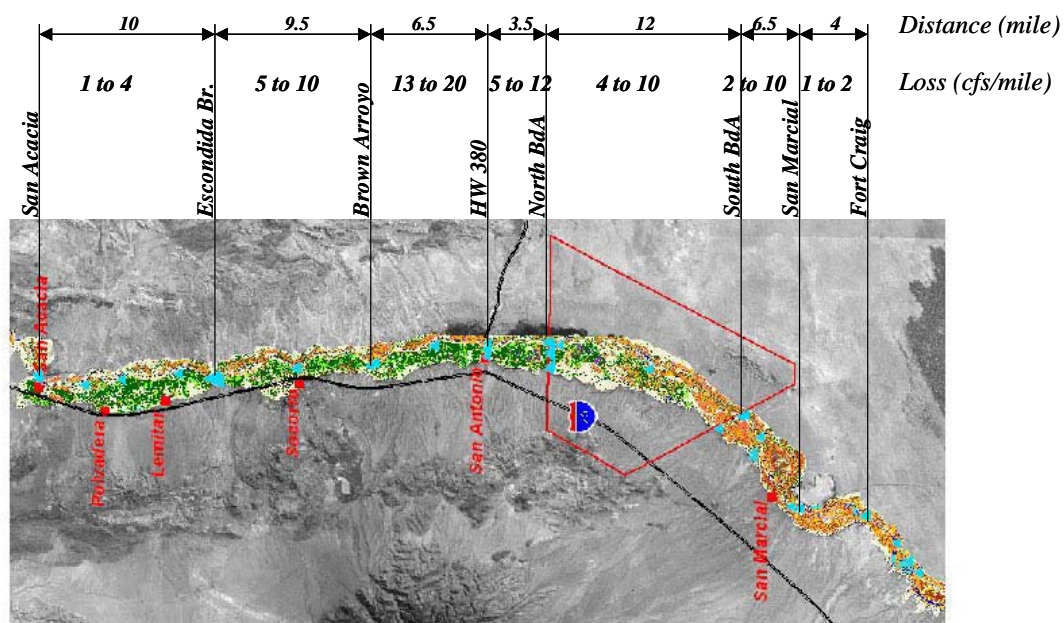 10 9.5 6.5 3.5 12 6.5 4 Distance (mile)
1 to 4 5 to 10 13 to 20 5 to 12 4 to 10 2 to 10 1 to 2 Loss (cfs/mile)
San Acacia
Escondida Br.
Brown Arroyo
HW 380
North BdA
South BdA
San Marcial
Fort Craig
San Acacia
Polvadera
Lemitar
Socorro
San Antonio
San Marcial